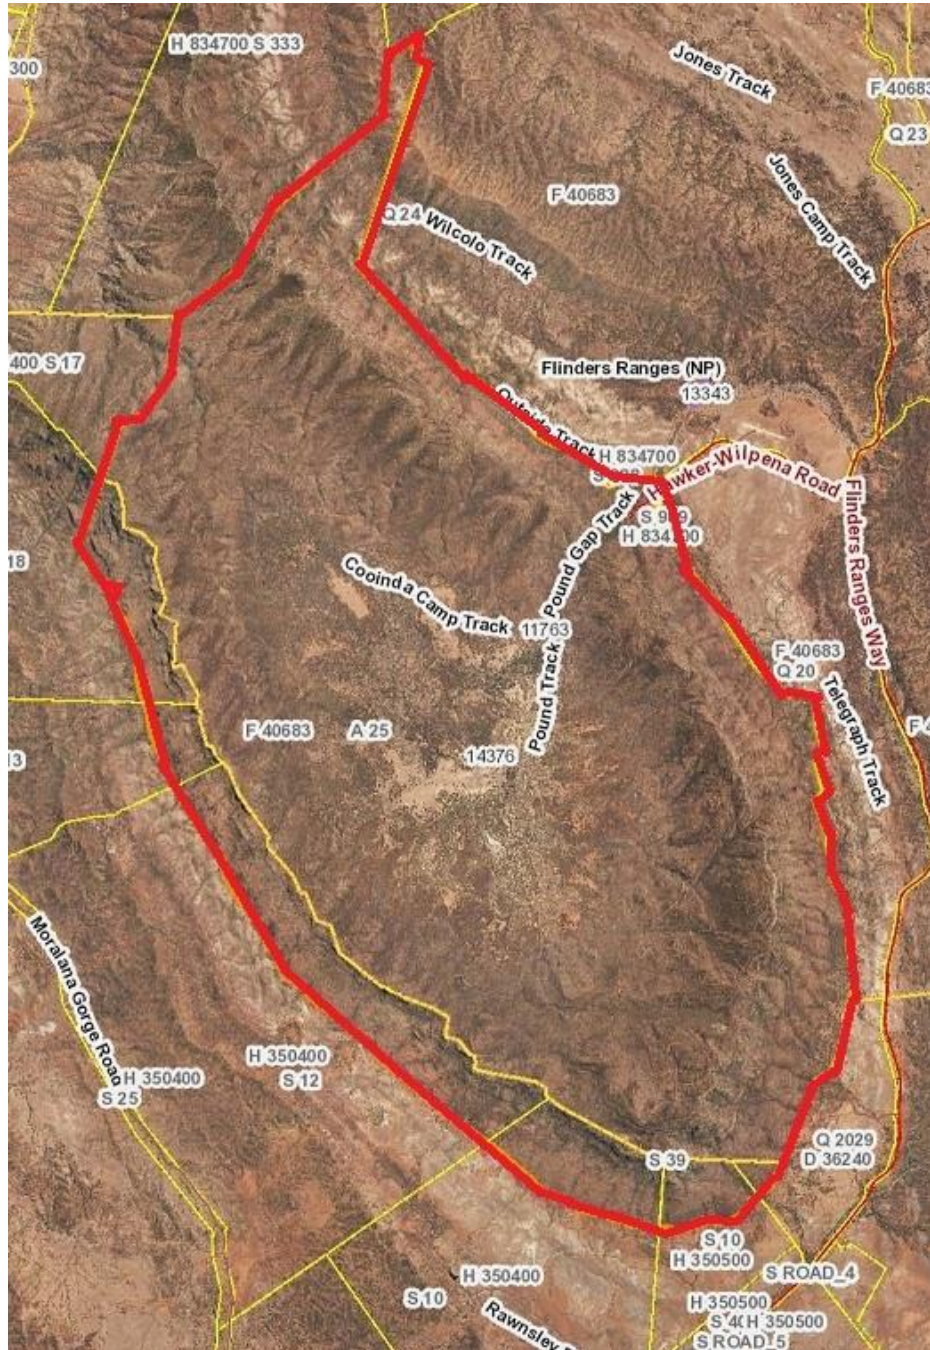 H 834700 S 333
300
Jones Track
F 40683
Q 23
Jones Camp Track
F 40683
Q 24
Wilcolo Track
400 S 17
Flinders Ranges (NP)
13343
Outside Track
H 834700
Hawker-Wilpena Road
Flinders Ranges Way
Pound Gap Track
H 834700
18
Cooinda Camp Track
11763
F 40683
Q 20
Pound Track
Telegraph Track
F 40683
A 25
14376
13
Moralana Gorge Road
H 350400
S 25
H 350400
S 12
S 39
Q 2029
D 36240
S 10
H 350500
S ROAD_4
H 350400
S 10
Rawnsley
H 350500
H 350500
S ROAD_5